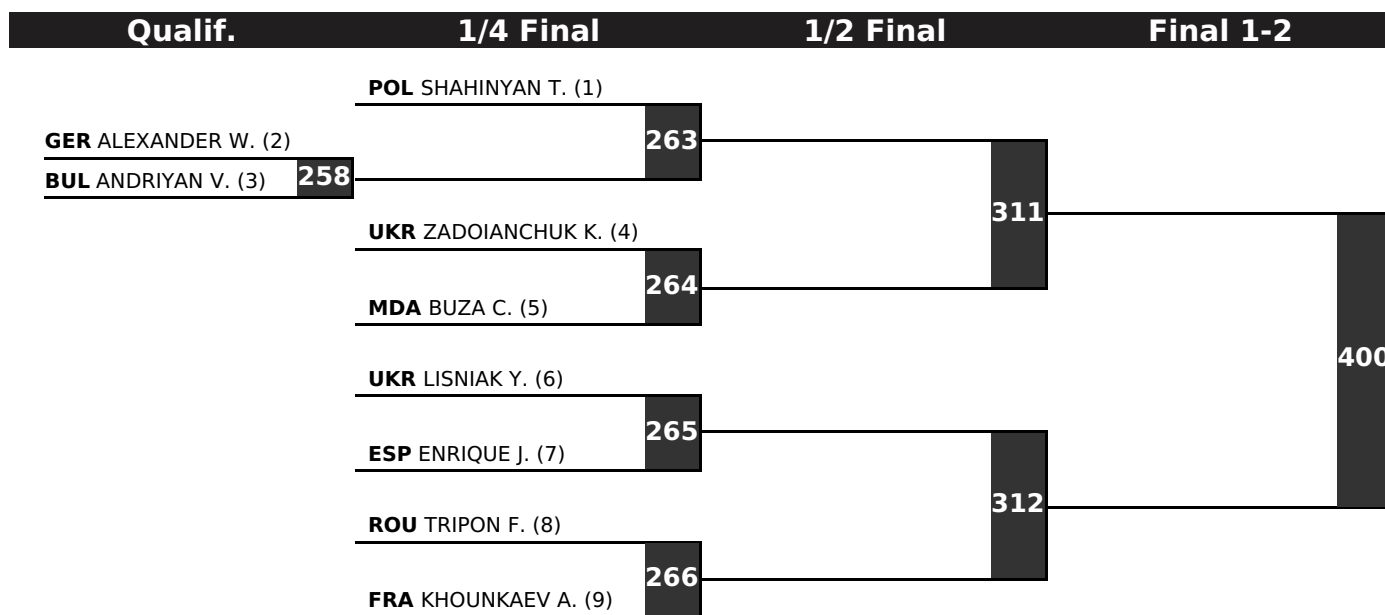 Qualif. 1/4 Final 1/2 Final Final 1-2
POL SHAHINYAN T. (1)
GER ALEXANDER W. (2)
263
BUL ANDRIYAN V. (3) 258
311
UKR ZADOIANCHUK K. (4)
264
MDA BUZA C. (5)
400
UKR LISNIAK Y. (6)
265
ESP ENRIQUE J. (7)
312
ROU TRIPON F. (8)
266
FRA KHOUNKAEV A. (9)